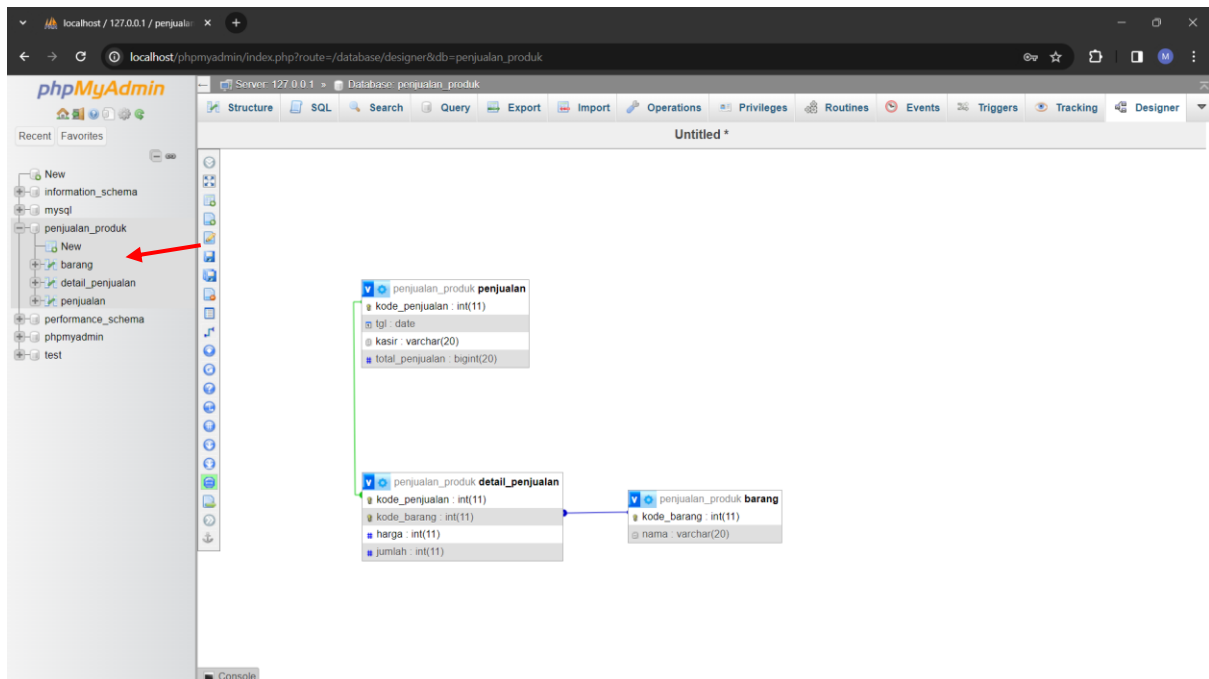 localhost / 127.0.0.1 / penjualan
localhost/phpmyadmin/index.php?route=/database/designer&db=penjualan_produk
M
phpMyAdmin
Recent Favorites
New
information_schema
mysql
penjualan_produk
New
barang
detail_penjualan
penjualan
performance_schema
phpmyadmin
test
Server: 127.0.0.1 » Database: penjualan_produk
Structure SQL Search Query Export Import Operations Privileges Routines Events Triggers Tracking Designer
Untitled *
penjualan_produk penjualan
kode_penjualan : int(11)
tgl : date
kasir : varchar(20)
total_penjualan : bigint(20)
penjualan_produk detail_penjualan
kode_penjualan : int(11)
kode_barang : int(11)
harga : int(11)
jumlah : int(11)
penjualan_produk barang
kode_barang : int(11)
nama : varchar(20)
Console